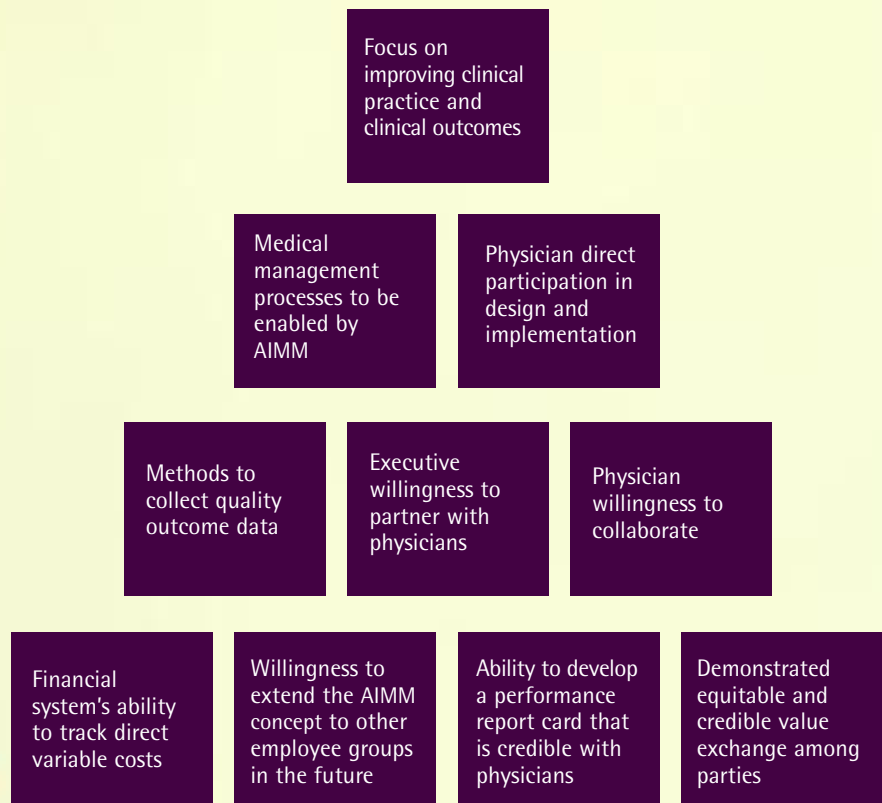 Focus on
improving clinical
practice and
clinical outcomes
Medical
management
processes to be
enabled by
AIMM
Physician direct
participation in
design and
implementation
Methods to
collect quality
outcome data
Executive
willingness to
partner with
physicians
Physician
willingness to
collaborate
Financial
system's ability
to track direct
variable costs
Willingness to
extend the AIMM
concept to other
employee groups
in the future
Ability to develop
a performance
report card that
is credible with
physicians
Demonstrated
equitable and
credible value
exchange among
parties